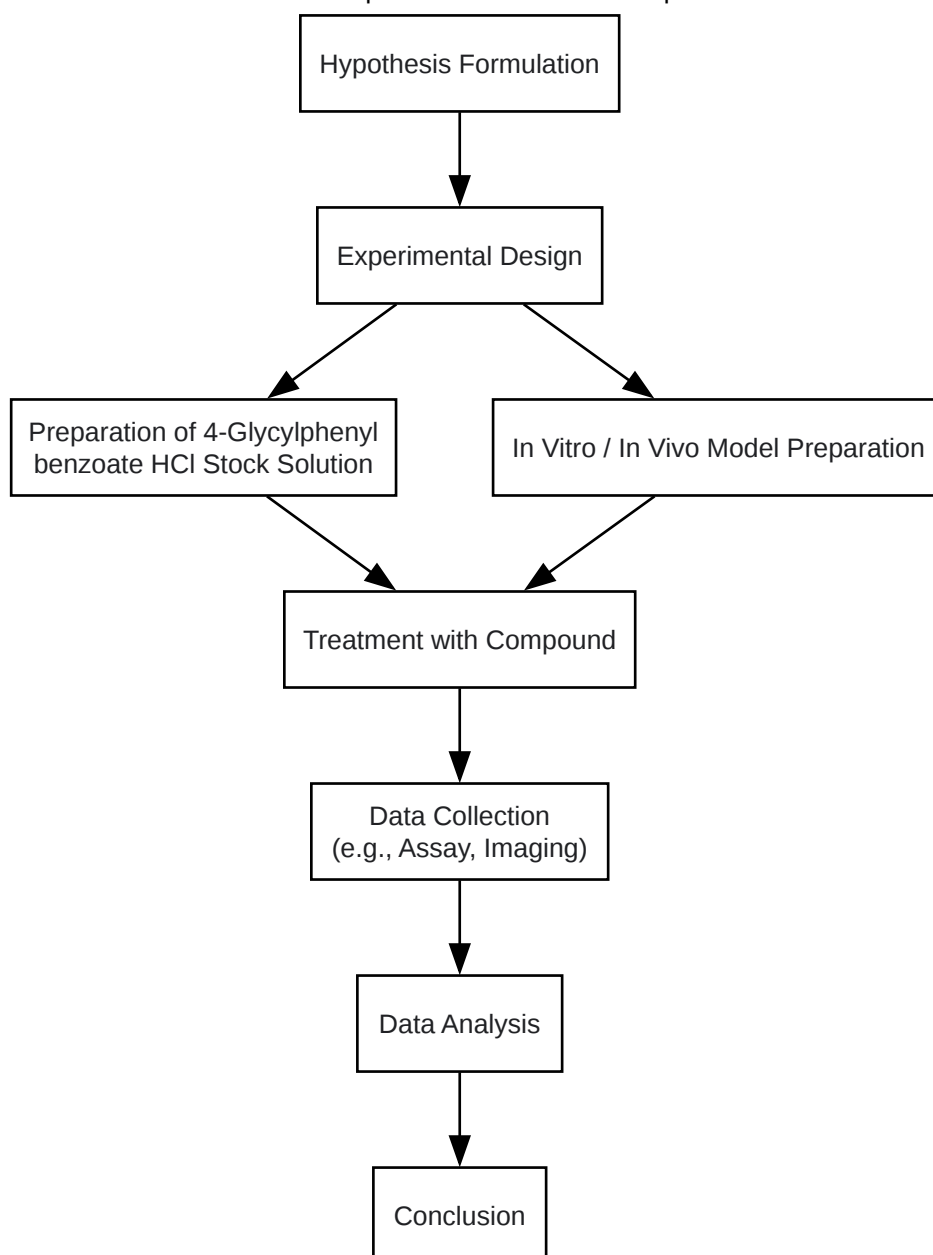 Hypothesis Formulation
Experimental Design
Preparation of 4-Glycylphenyl
benzoate HCl Stock Solution
In Vitro / In Vivo Model Preparation
Treatment with Compound
Data Collection
(e.g., Assay, Imaging)
Data Analysis
Conclusion